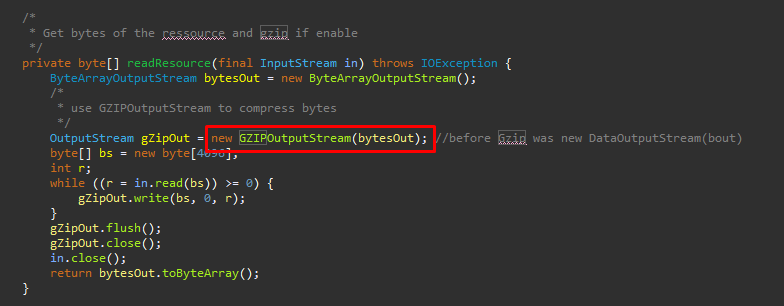 /*
* Get bytes of the ressource and gzip if enable
*/
private byte[] readResource(final InputStream in) throws IOException {
ByteArrayOutputStream bytesOut = new ByteArrayOutputStream();
/*
* use GZIPOutputStream to compress bytes
*/
OutputStream gZipOut = new GZIPOutputStream(bytesOut); //before Gzip was new DataOutputStream(bout)
byte[] bs = new byte[4096];
int r;
while ((r = in.read(bs)) >= 0) {
gZipOut.write(bs, 0, r);
}
gZipOut.flush();
gZipOut.close();
in.close();
return bytesOut.toByteArray();
}